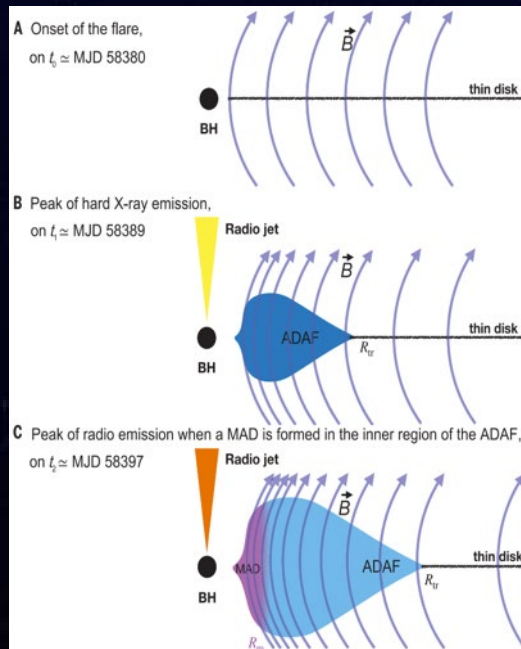 A Onset of the flare,
on t₀ ≃ MJD 58380
B
thin disk
BH
B Peak of hard X-ray emission,
on t₁ ≃ MJD 58389
Radio jet
B
ADAF
thin disk
BH
Rtr
C Peak of radio emission when a MAD is formed in the inner region of the ADAF,
on t₂ ≃ MJD 58397
Radio jet
B
thin disk
MAD
ADAF
BH
Rtr